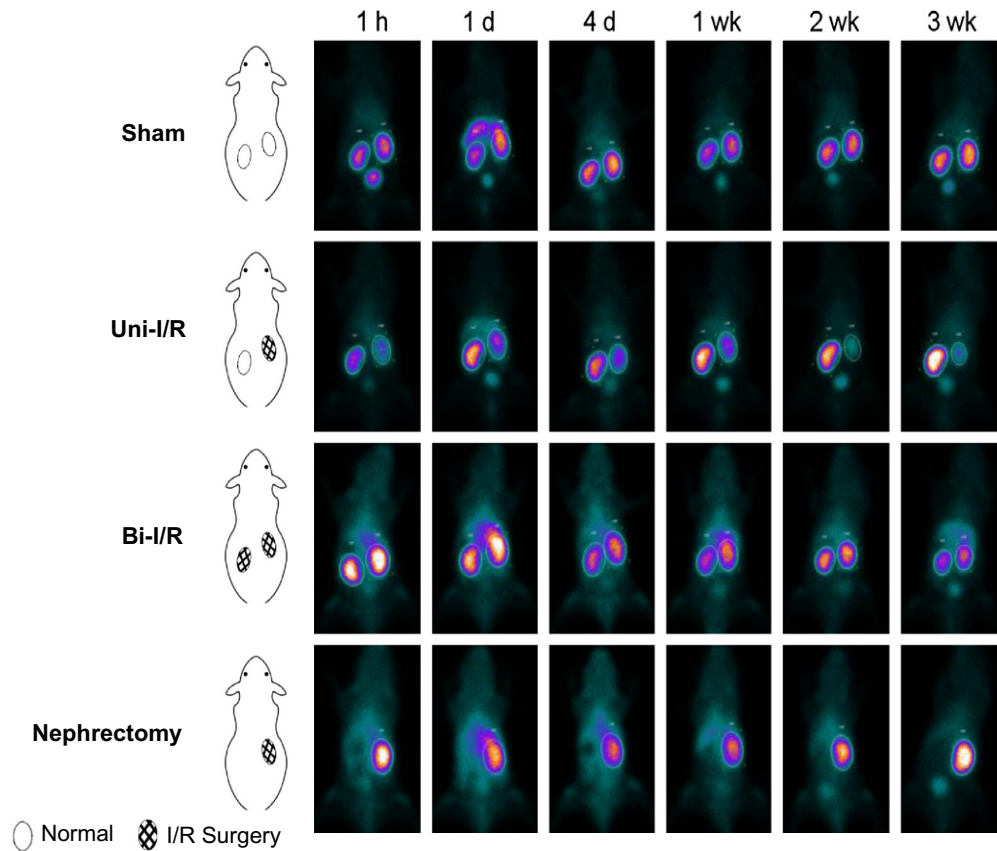 1 h 1 d 4 d 1 wk 2 wk 3 wk
Sham
Uni-I/R
Bi-I/R
Nephrectomy
Normal I/R Surgery